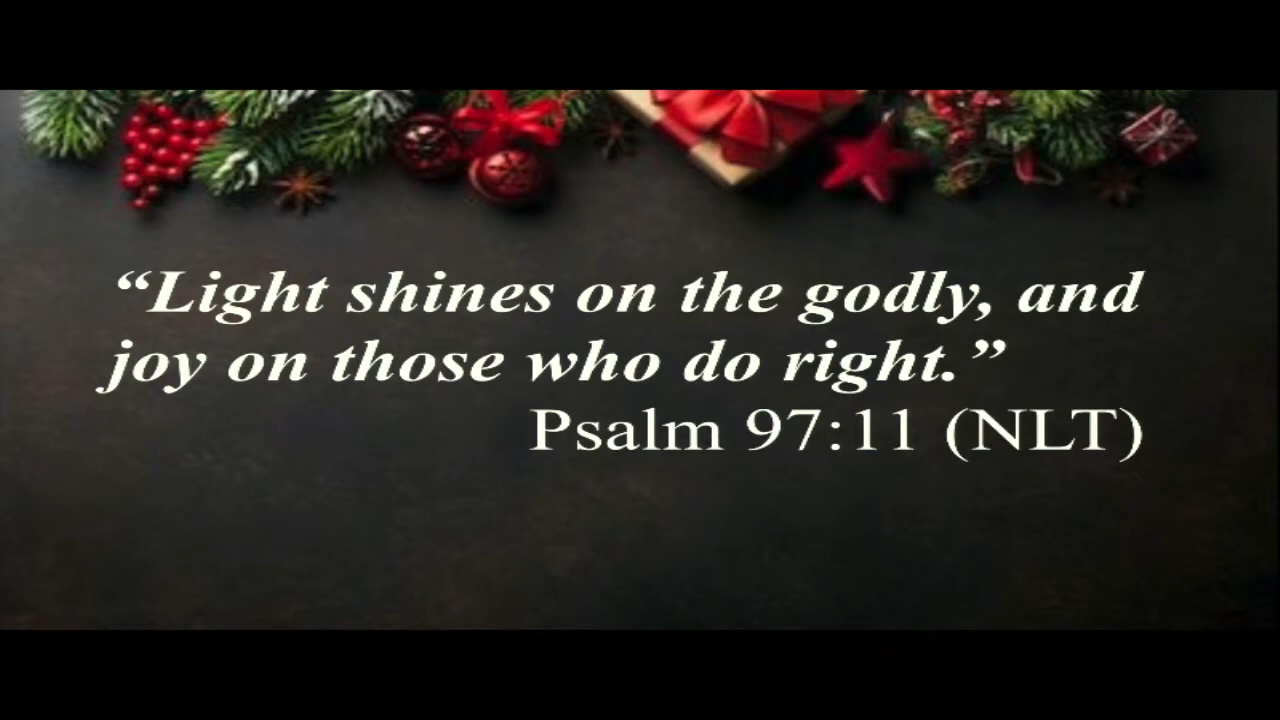 “Light shines on the godly, and
joy on those who do right.”
Psalm 97:11 (NLT)